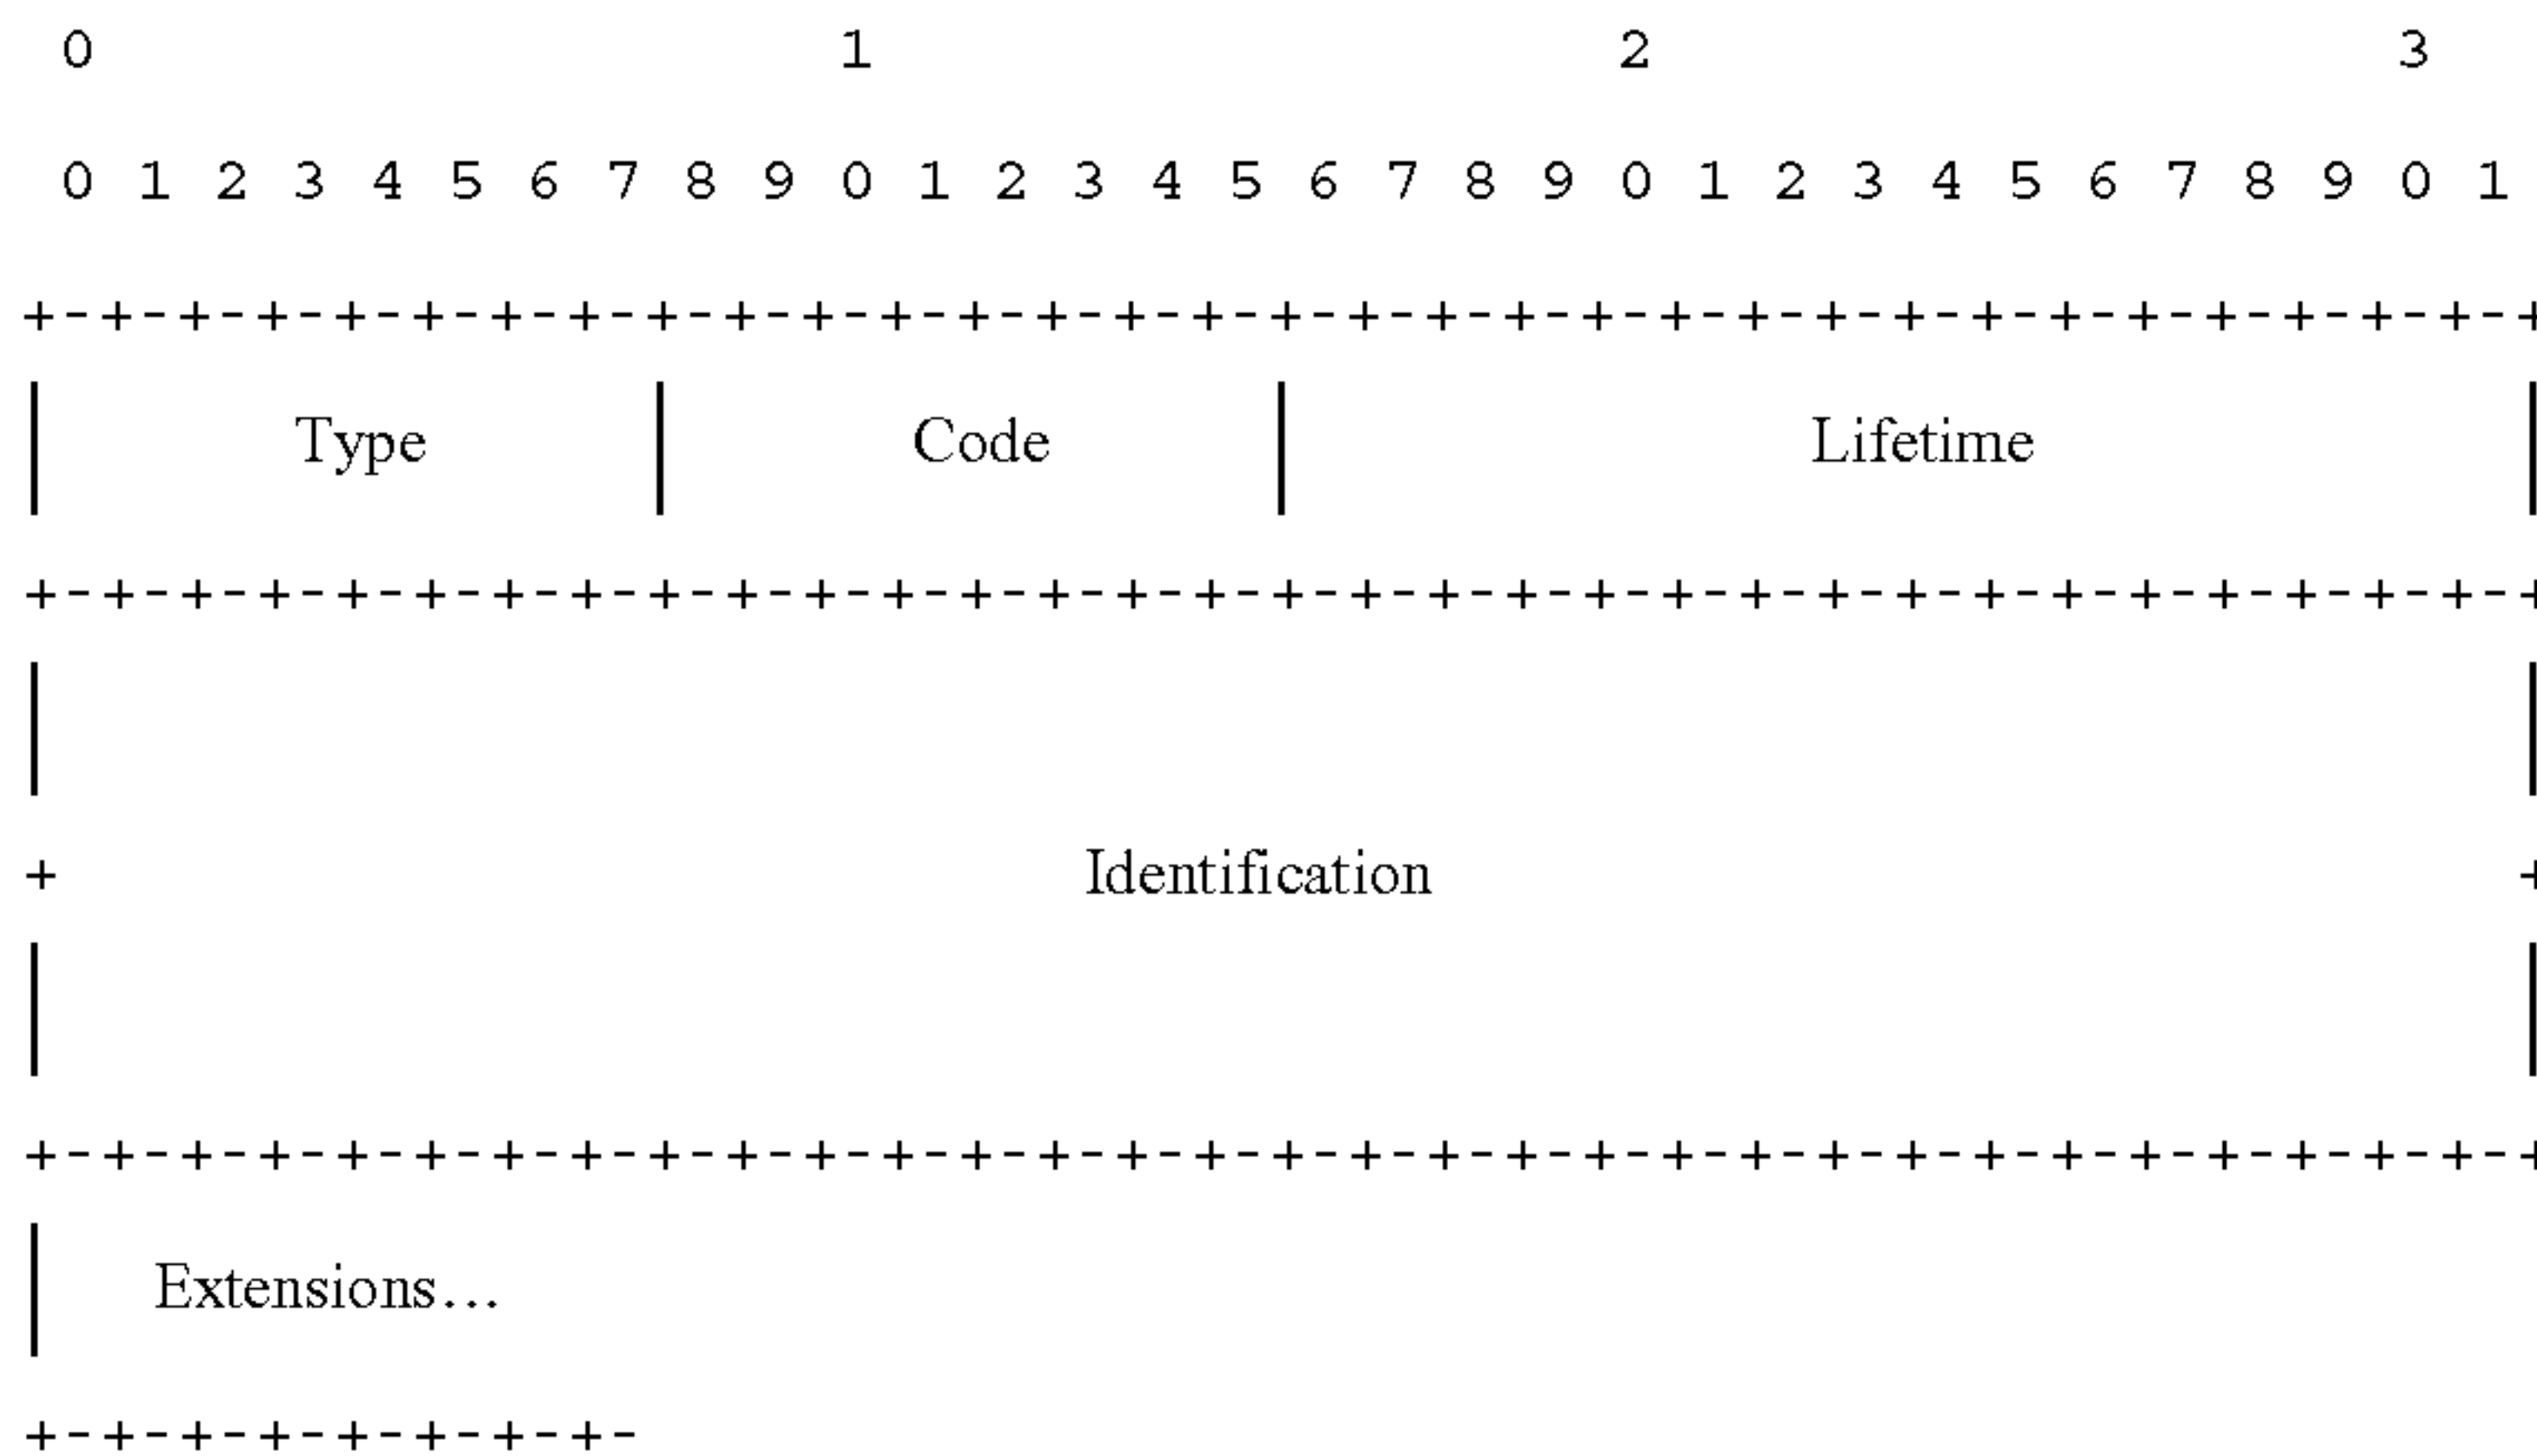 0 1 2 3
0 1 2 3 4 5 6 7 8 9 0 1 2 3 4 5 6 7 8 9 0 1 2 3 4 5 6 7 8 9 0 1
+-+-+-+-+-+-+-+-+-+-+-+-+-+-+-+-+-+-+-+-+-+-+-+-+-+-+-+-+-+-+-+-+
| Type | Code | Lifetime |
+-+-+-+-+-+-+-+-+-+-+-+-+-+-+-+-+-+-+-+-+-+-+-+-+-+-+-+-+-+-+-+-+
| |
+ Identification +
| |
+-+-+-+-+-+-+-+-+-+-+-+-+-+-+-+-+-+-+-+-+-+-+-+-+-+-+-+-+-+-+-+-+
| Extensions…
+-+-+-+-+-+-+-+-